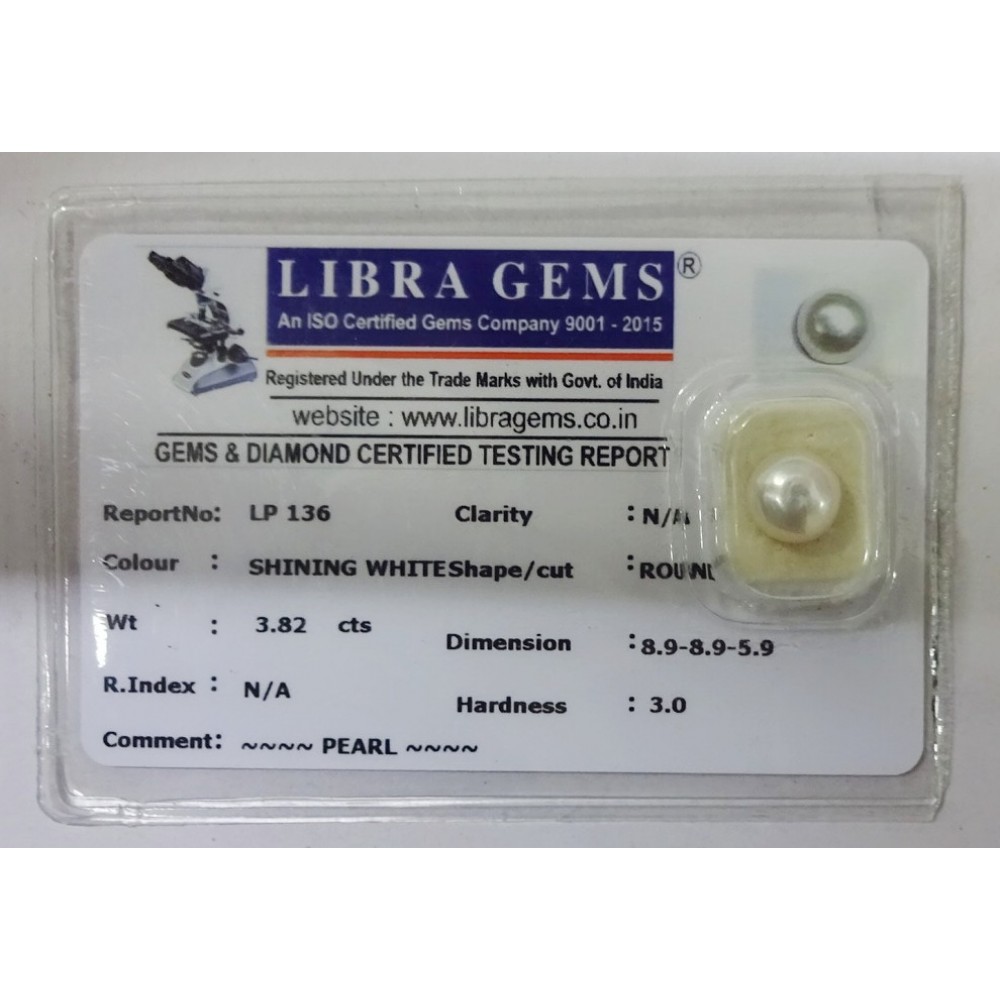 LIBRA GEMS ®
An ISO Certified Gems Company 9001 - 2015
Registered Under the Trade Marks with Govt. of India
website : www.libragems.co.in
GEMS & DIAMOND CERTIFIED TESTING REPORT
ReportNo: LP 136 Clarity : N/A
Colour : SHINING WHITE Shape/cut : ROUND
Wt : 3.82 cts Dimension : 8.9-8.9-5.9
R.Index : N/A Hardness : 3.0
Comment: ~~~~ PEARL ~~~~